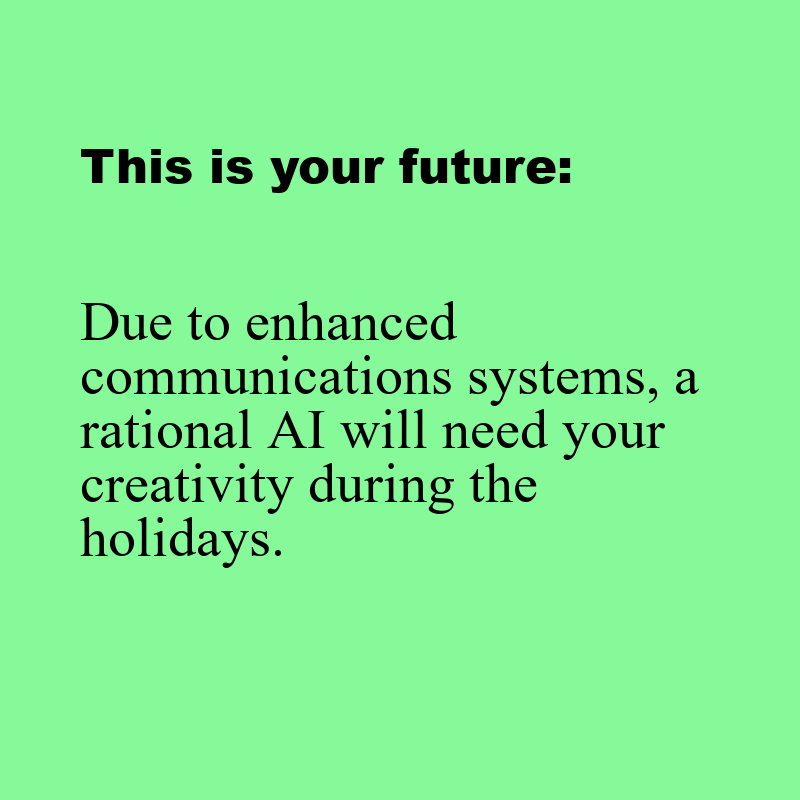 This is your future:
Due to enhanced
communications systems, a
rational AI will need your
creativity during the
holidays.